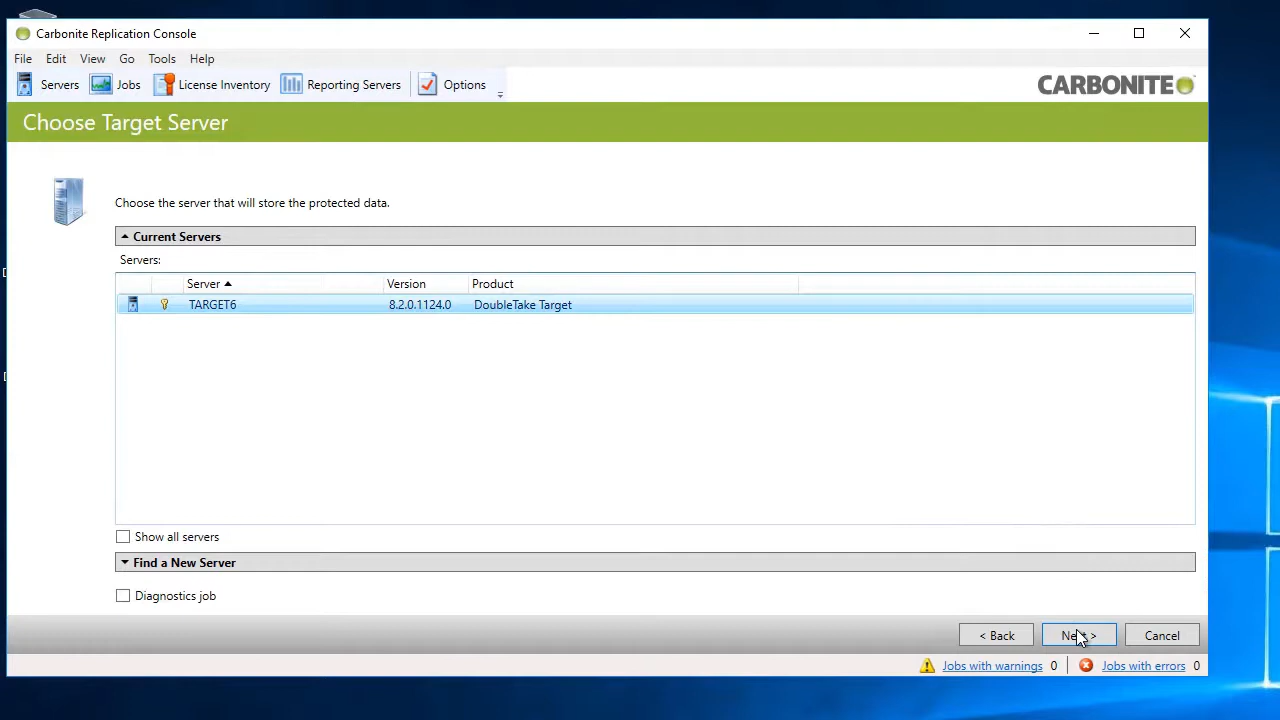 Carbonite Replication Console
File Edit View Go Tools Help
Servers Jobs License Inventory Reporting Servers Options
CARBONITE
Choose Target Server
Choose the server that will store the protected data.
Current Servers
Servers:
Server Version Product
TARGET6 8.2.0.1124.0 DoubleTake Target
Show all servers
Find a New Server
Diagnostics job
< Back Next > Cancel
Jobs with warnings 0 Jobs with errors 0